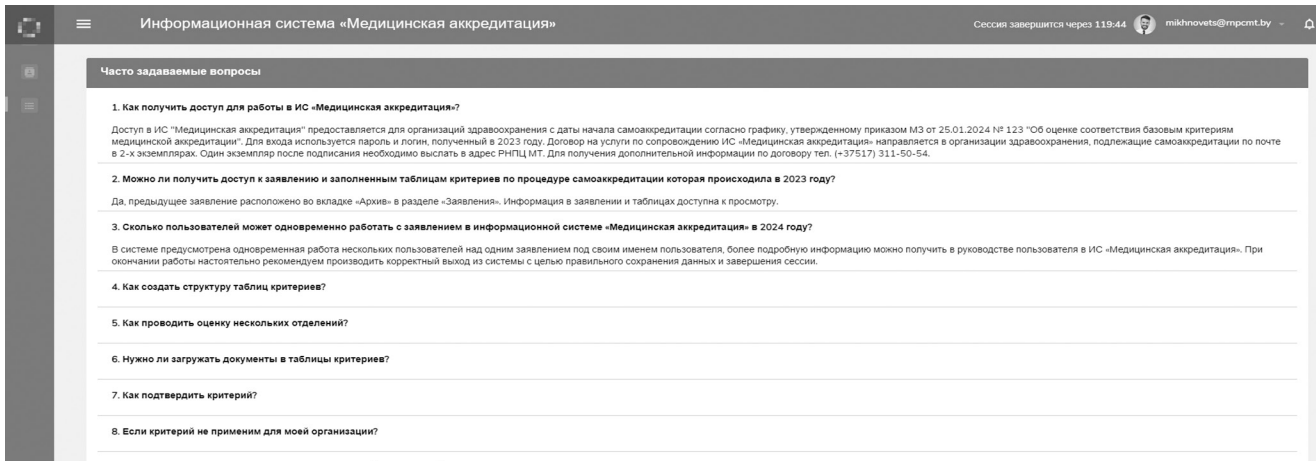 Информационная система «Медицинская аккредитация»
Сессия завершится через 119:44
mikhnovets@rnpcmt.by
Часто задаваемые вопросы
1. Как получить доступ для работы в ИС «Медицинская аккредитация»?
Доступ в ИС "Медицинская аккредитация" предоставляется для организаций здравоохранения с даты начала самоаккредитации согласно графику, утвержденному приказом МЗ от 25.01.2024 № 123 "Об оценке соответствия базовым критериям
медицинской аккредитации". Для входа используется пароль и логин, полученный в 2023 году. Договор на услуги по сопровождению ИС «Медицинская аккредитация» направляется в организации здравоохранения, подлежащие самоаккредитации по почте
в 2-х экземплярах. Один экземпляр после подписания необходимо выслать в адрес РНПЦ МТ. Для получения дополнительной информации по договору тел. (+37517) 311-50-54.
2. Можно ли получить доступ к заявлению и заполненным таблицам критериев по процедуре самоаккредитации которая происходила в 2023 году?
Да, предыдущее заявление расположено во вкладке «Архив» в разделе «Заявления». Информация в заявлении и таблицах доступна к просмотру.
3. Сколько пользователей может одновременно работать с заявлением в информационной системе «Медицинская аккредитация» в 2024 году?
В системе предусмотрена одновременная работа нескольких пользователей над одним заявлением под своим именем пользователя, более подробную информацию можно получить в руководстве пользователя в ИС «Медицинская аккредитация». При
окончании работы настоятельно рекомендуем производить корректный выход из системы с целью правильного сохранения данных и завершения сессии.
4. Как создать структуру таблиц критериев?
5. Как проводить оценку нескольких отделений?
6. Нужно ли загружать документы в таблицы критериев?
7. Как подтвердить критерий?
8. Если критерий не применим для моей организации?